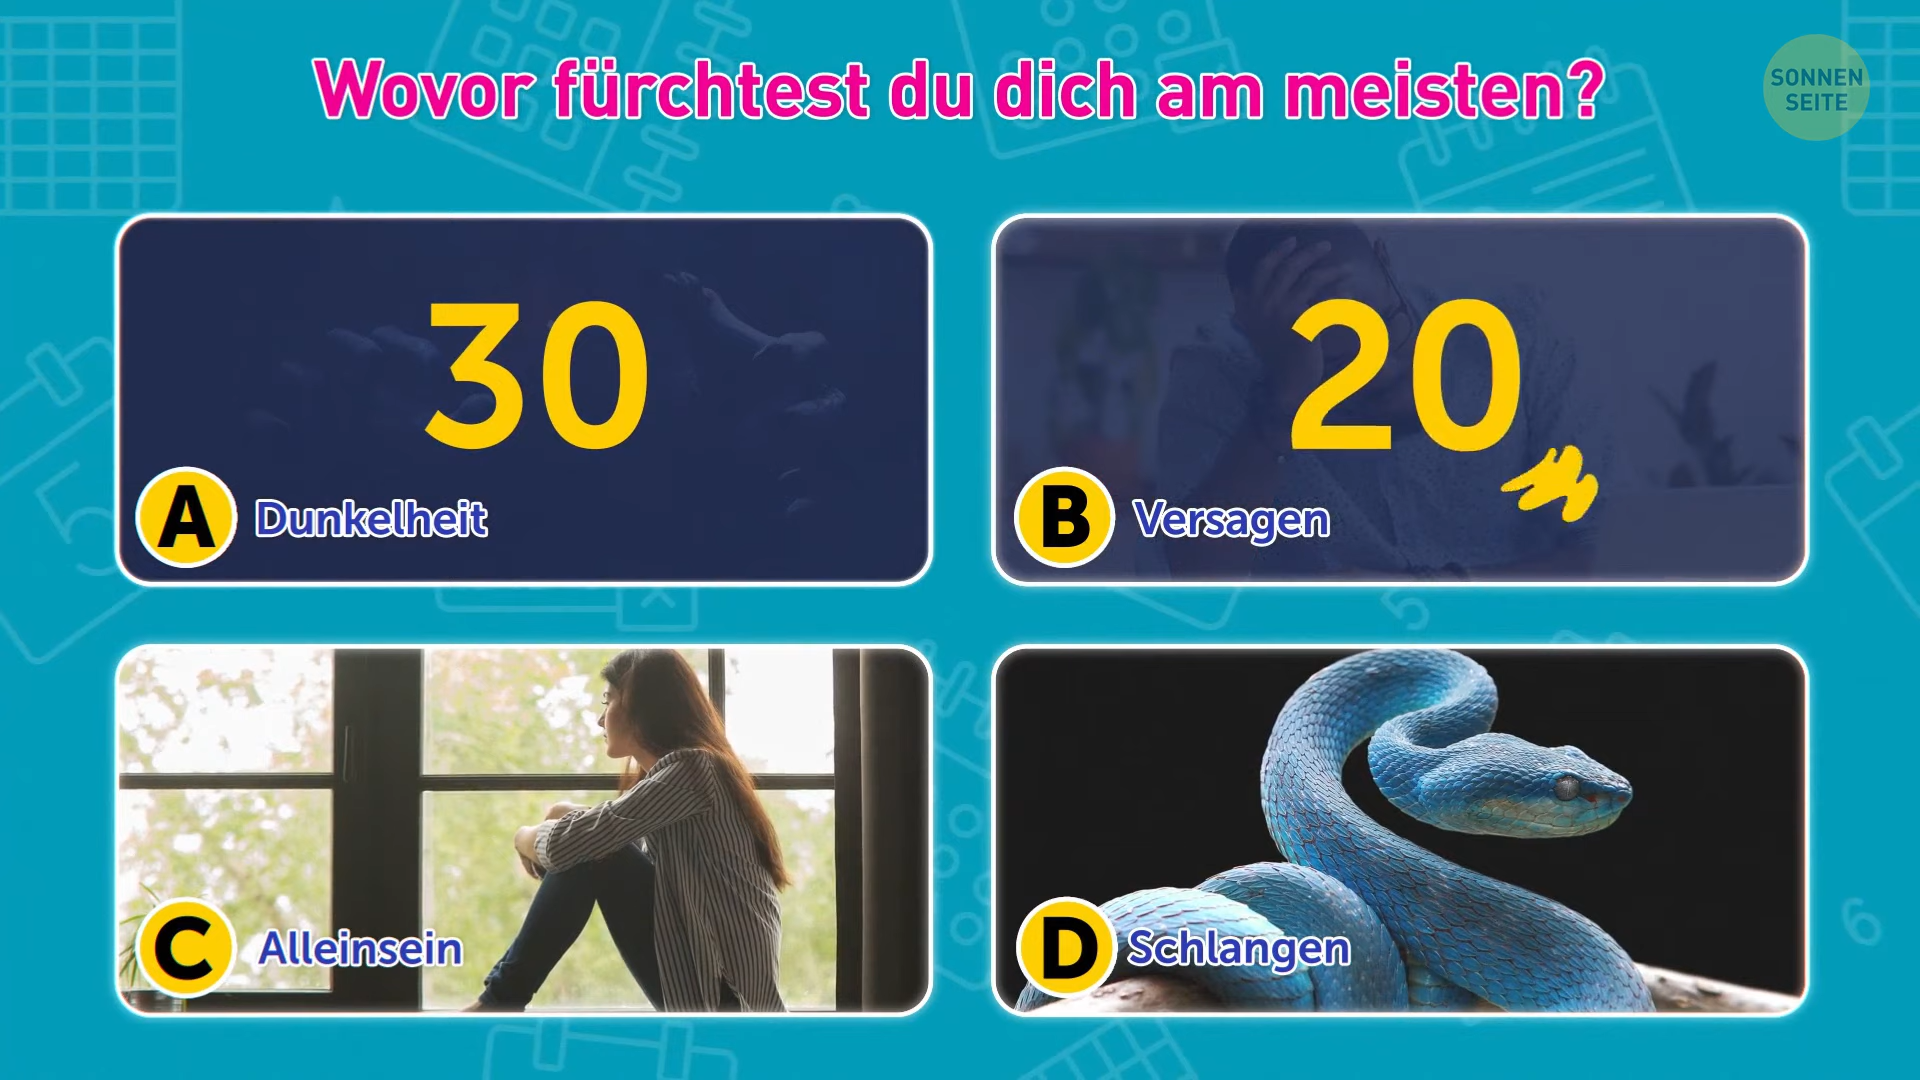 Wovor fürchtest du dich am meisten?
SONNEN
SEITE
30
A Dunkelheit
20
B Versagen
C Alleinsein
D Schlangen